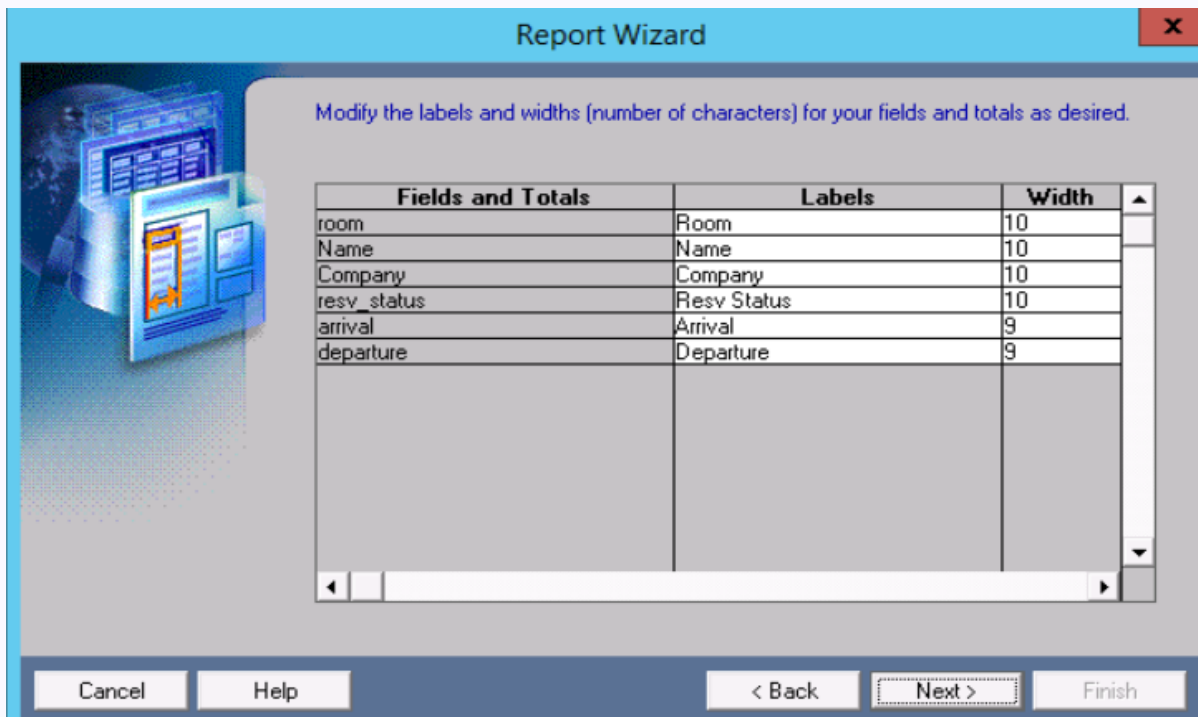 Report Wizard
x
Modify the labels and widths (number of characters) for your fields and totals as desired.
Fields and Totals Labels Width
room Room 10
Name Name 10
Company Company 10
resv_status Resv Status 10
arrival Arrival 9
departure Departure 9
Cancel Help < Back Next > Finish